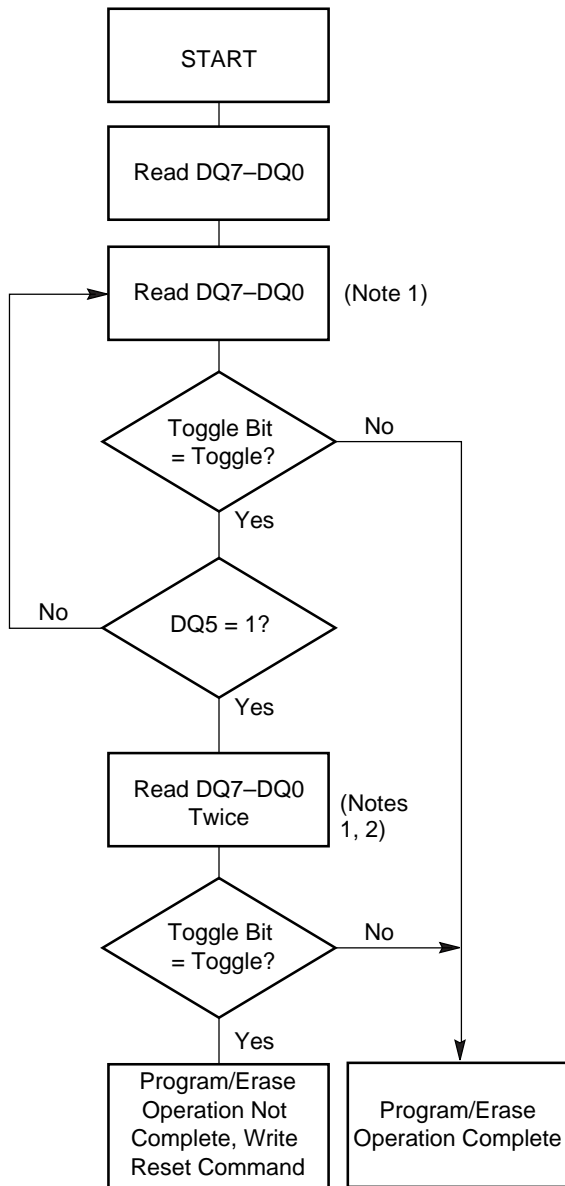 START
Read DQ7–DQ0
Read DQ7–DQ0
(Note 1)
Toggle Bit
= Toggle?
No
Yes
No
DQ5 = 1?
Yes
Read DQ7–DQ0
Twice
(Notes
1, 2)
Toggle Bit
= Toggle?
No
Yes
Program/Erase
Operation Not
Complete, Write
Reset Command
Program/Erase
Operation Complete